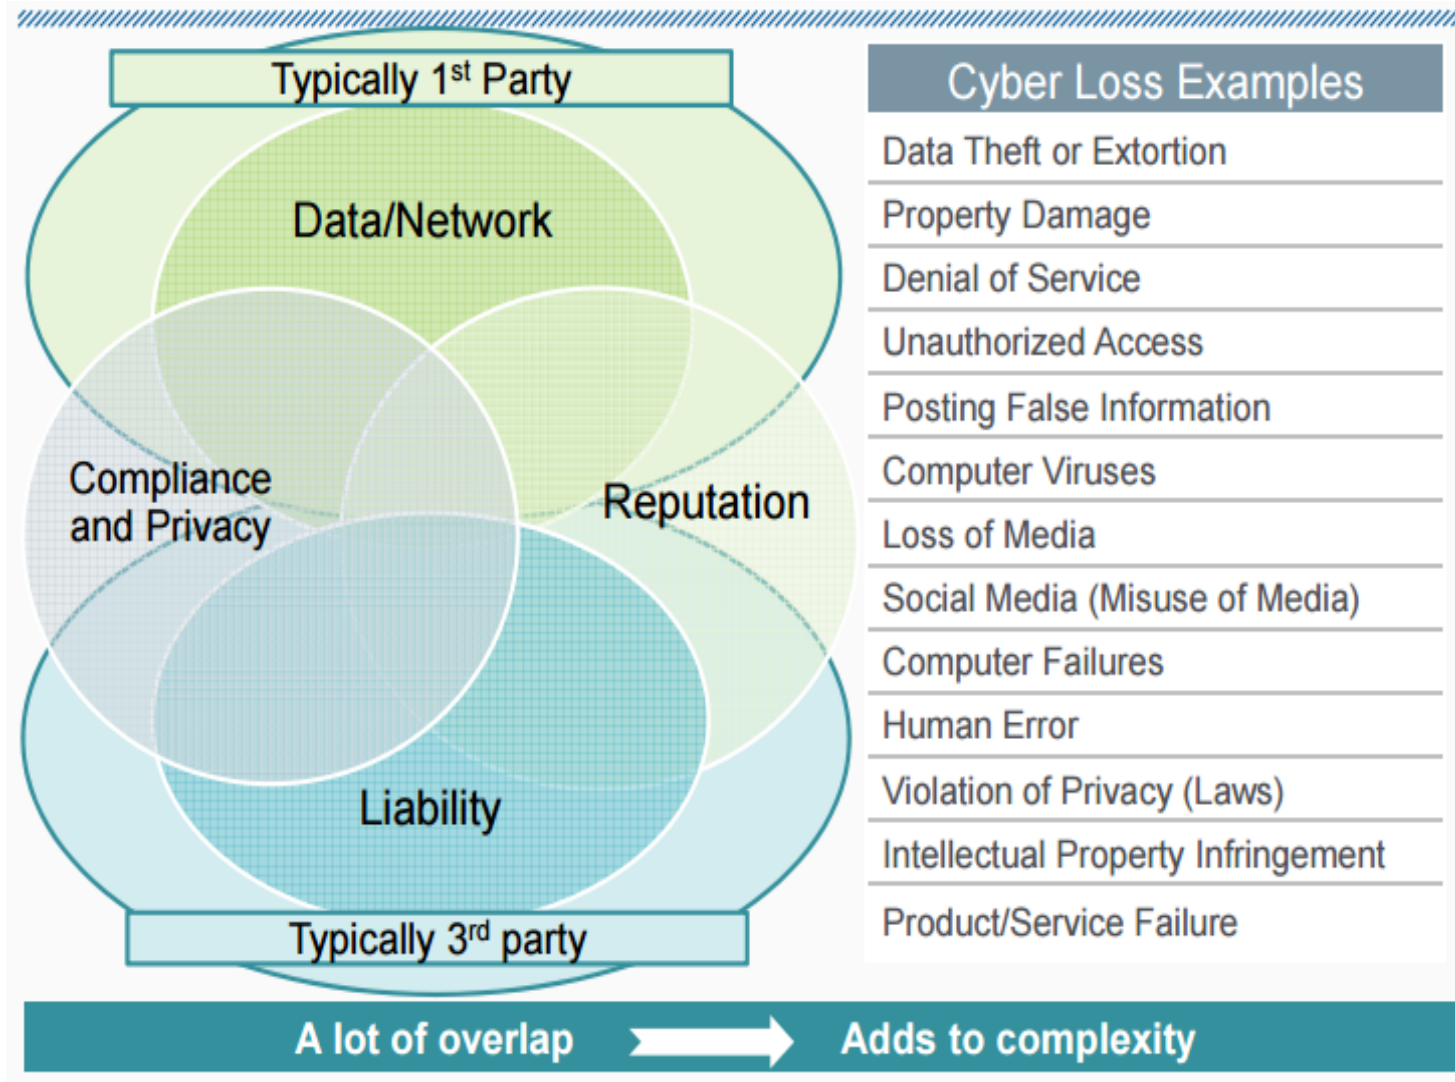 Typically 1st Party
Data/Network
Compliance
and Privacy
Reputation
Liability
Typically 3rd party
Cyber Loss Examples
Data Theft or Extortion
Property Damage
Denial of Service
Unauthorized Access
Posting False Information
Computer Viruses
Loss of Media
Social Media (Misuse of Media)
Computer Failures
Human Error
Violation of Privacy (Laws)
Intellectual Property Infringement
Product/Service Failure
A lot of overlap
Adds to complexity